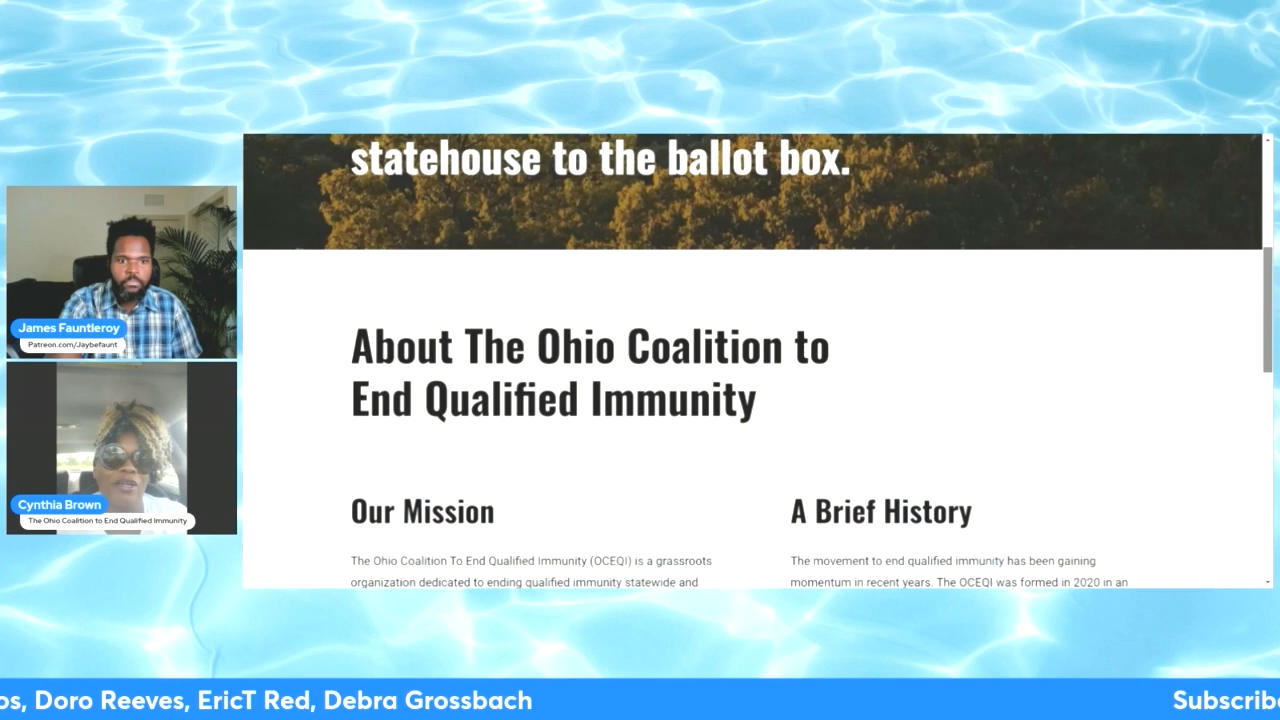 statehouse to the ballot box.
James Fauntleroy
Patreon.com/Jaybefaunt
Cynthia Brown
The Ohio Coalition to End Qualified Immunity
About The Ohio Coalition to
End Qualified Immunity
Our Mission
The Ohio Coalition To End Qualified Immunity (OCEQI) is a grassroots
organization dedicated to ending qualified immunity statewide and
A Brief History
The movement to end qualified immunity has been gaining
momentum in recent years. The OCEQI was formed in 2020 in an
os, Doro Reeves, EricT Red, Debra Grossbach
Subscribe